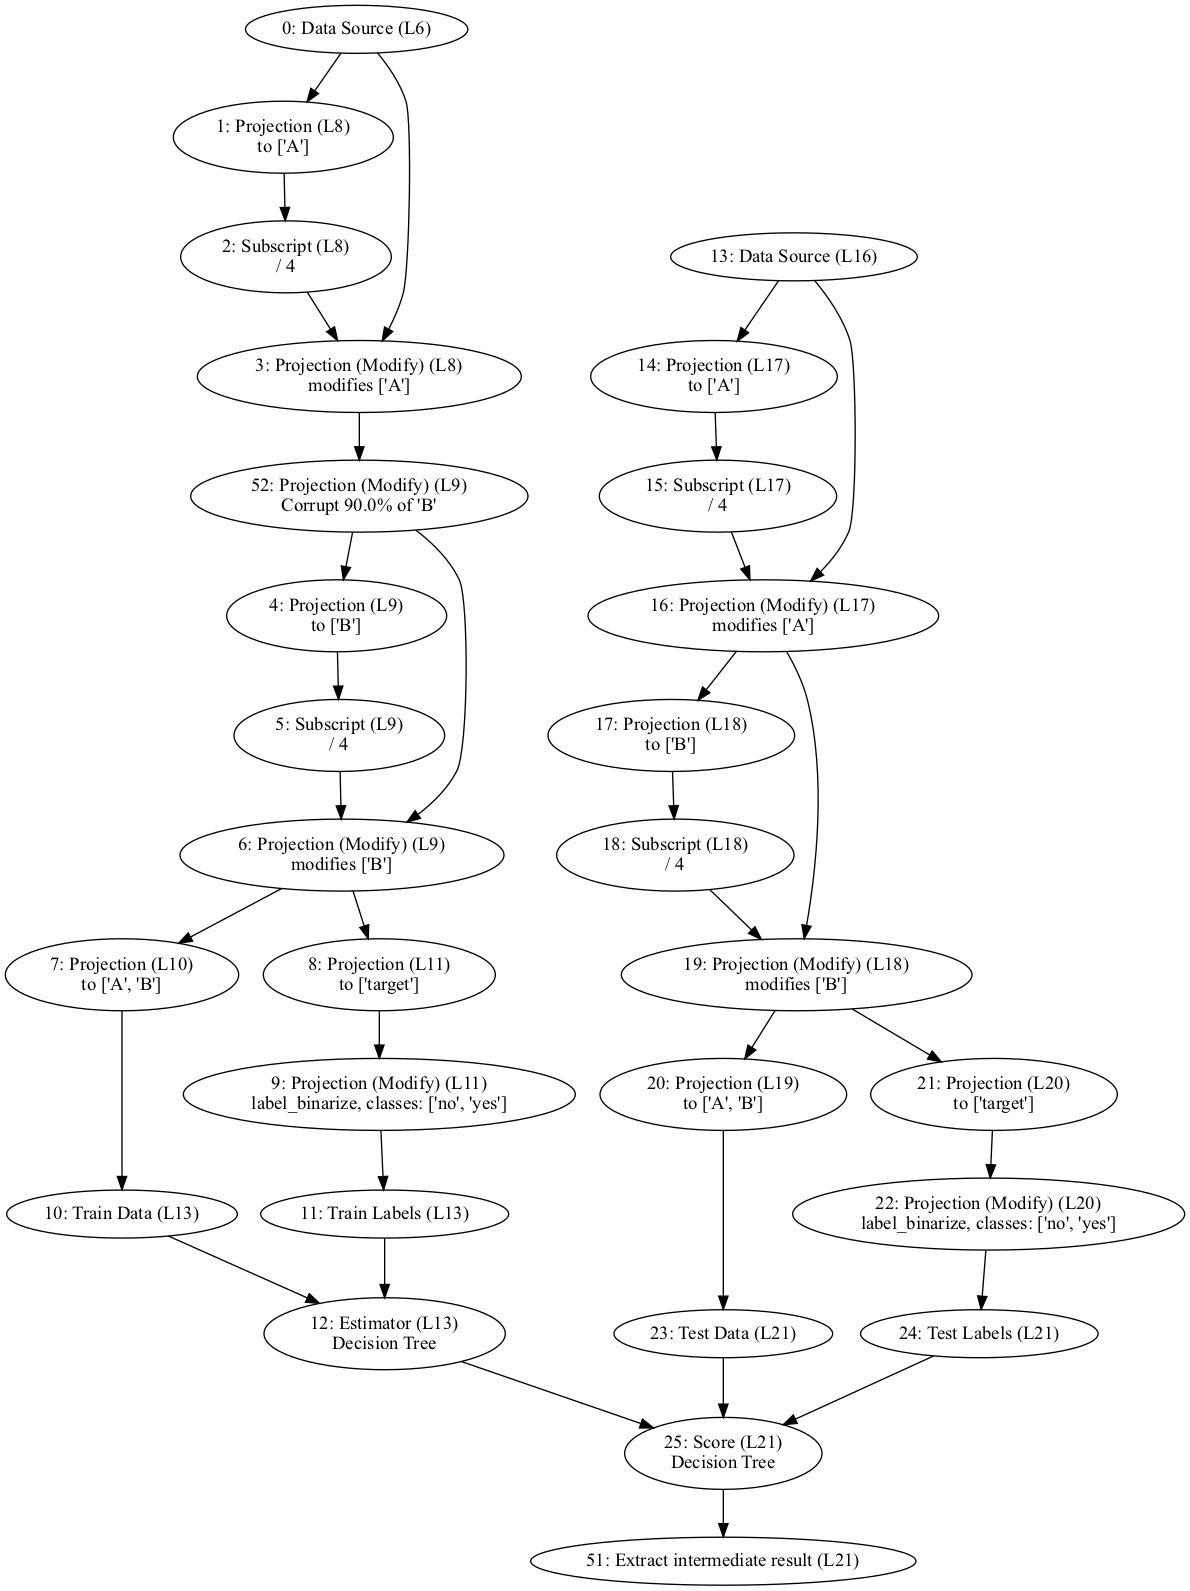 0: Data Source (L6)
1: Projection (L8)
to ['A']
2: Subscript (L8)
/ 4
13: Data Source (L16)
3: Projection (Modify) (L8)
modifies ['A']
14: Projection (L17)
to ['A']
52: Projection (Modify) (L9)
Corrupt 90.0% of 'B'
15: Subscript (L17)
/ 4
4: Projection (L9)
to ['B']
16: Projection (Modify) (L17)
modifies ['A']
5: Subscript (L9)
/ 4
17: Projection (L18)
to ['B']
6: Projection (Modify) (L9)
modifies ['B']
18: Subscript (L18)
/ 4
7: Projection (L10)
to ['A', 'B']
8: Projection (L11)
to ['target']
19: Projection (Modify) (L18)
modifies ['B']
9: Projection (Modify) (L11)
label_binarize, classes: ['no', 'yes']
20: Projection (L19)
to ['A', 'B']
21: Projection (L20)
to ['target']
10: Train Data (L13)
11: Train Labels (L13)
22: Projection (Modify) (L20)
label_binarize, classes: ['no', 'yes']
12: Estimator (L13)
Decision Tree
23: Test Data (L21)
24: Test Labels (L21)
25: Score (L21)
Decision Tree
51: Extract intermediate result (L21)